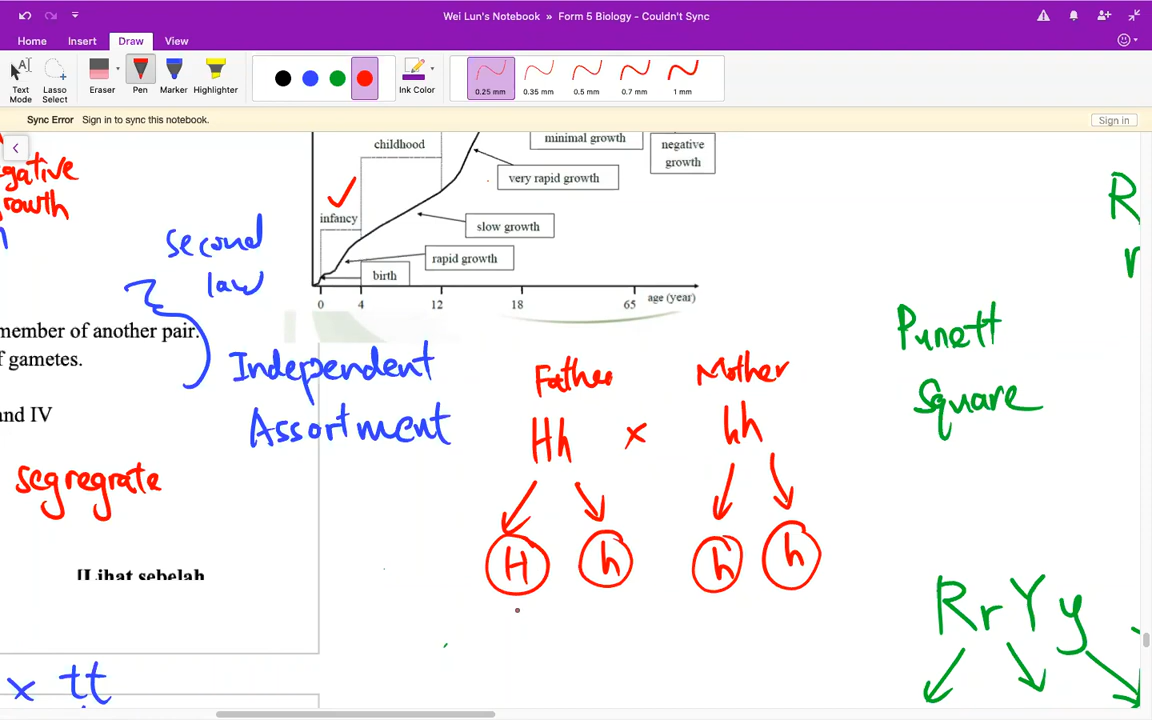 Wei Lun's Notebook » Form 5 Biology - Couldn't Sync
Home Insert Draw View
Text Mode
Lasso Select
Eraser
Pen
Marker
Highlighter
Ink Color
0.25 mm
0.35 mm
0.5 mm
0.7 mm
1 mm
Sync Error Sign in to sync this notebook.
Sign in
gative
rowth
childhood
minimal growth
negative
growth
very rapid growth
infancy
slow growth
rapid growth
birth
0 4 12 18 65 age (year)
second
law
member of another pair.
f gametes.
and IV
Independent
Assortment
segregrate
[Lihat sebelah
x tt
Father Mother
Hh x hh
H h h h
R
r
Punett
square
RrYy